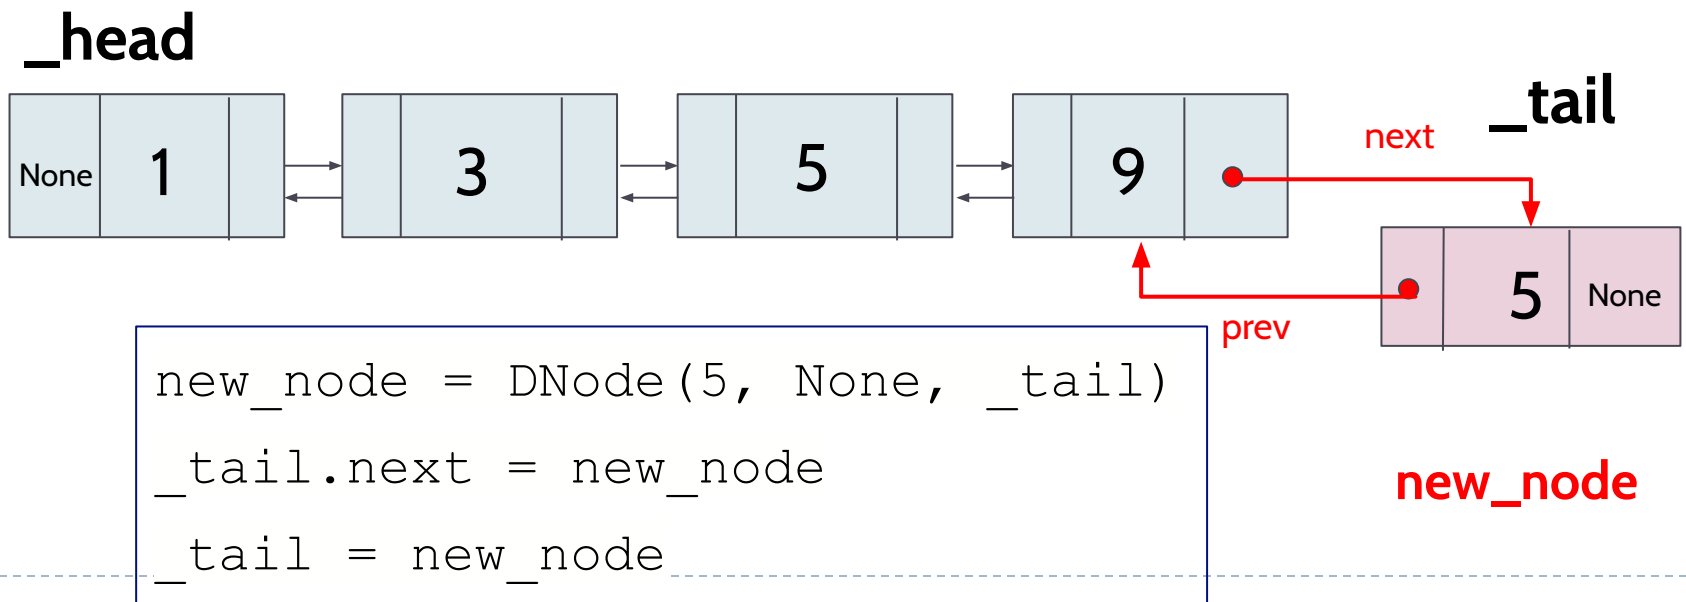 _head
_tail
next
None 1 3 5 9
5 None
prev
new_node = DNode(5, None, _tail)
_tail.next = new_node
new_node
_tail = new_node